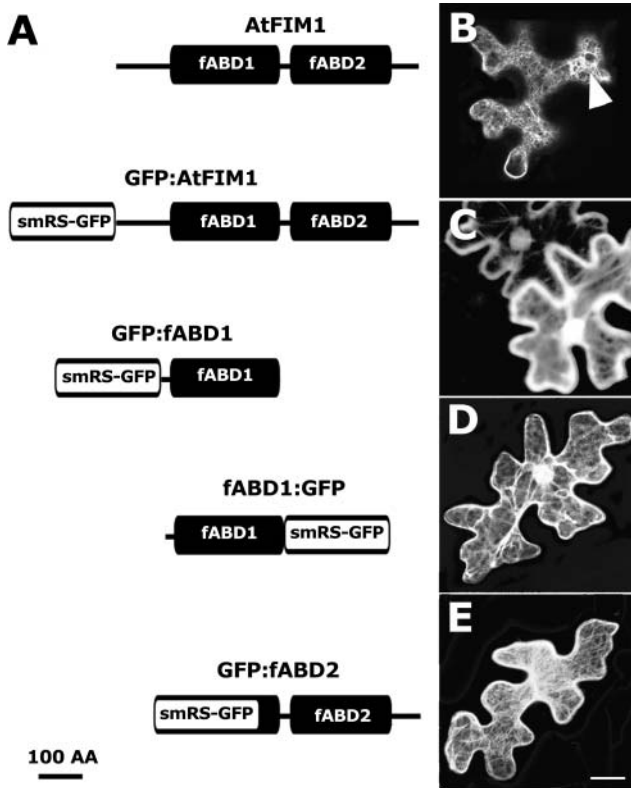 A
AtFIM1
fABD1 fABD2
GFP:AtFIM1
smRS-GFP fABD1 fABD2
GFP:fABD1
smRS-GFP fABD1
fABD1:GFP
fABD1 smRS-GFP
GFP:fABD2
smRS-GFP fABD2
100 AA
B
C
D
E